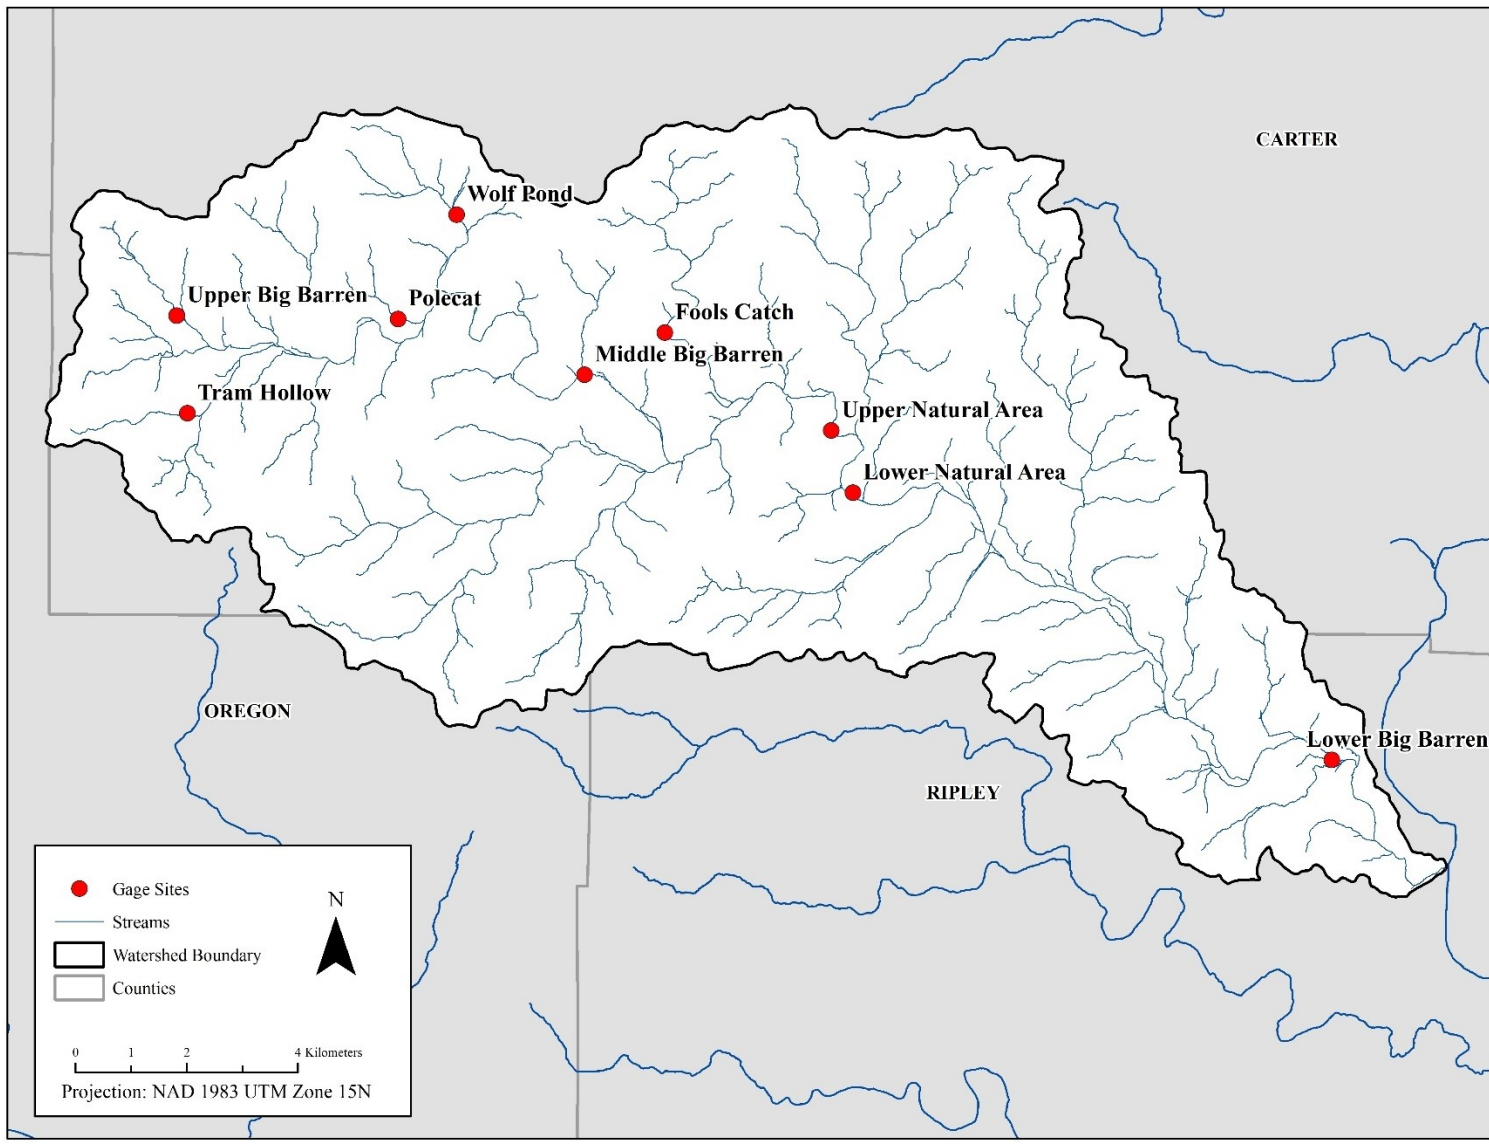 CARTER
Wolf Pond
Upper Big Barren
Polecat
Fools Catch
Middle Big Barren
Tram Hollow
Upper Natural Area
Lower Natural Area
OREGON
Lower Big Barren
RIPLEY
Gage Sites
N
Streams
Watershed Boundary
Counties
0 1 2 4 Kilometers
Projection: NAD 1983 UTM Zone 15N